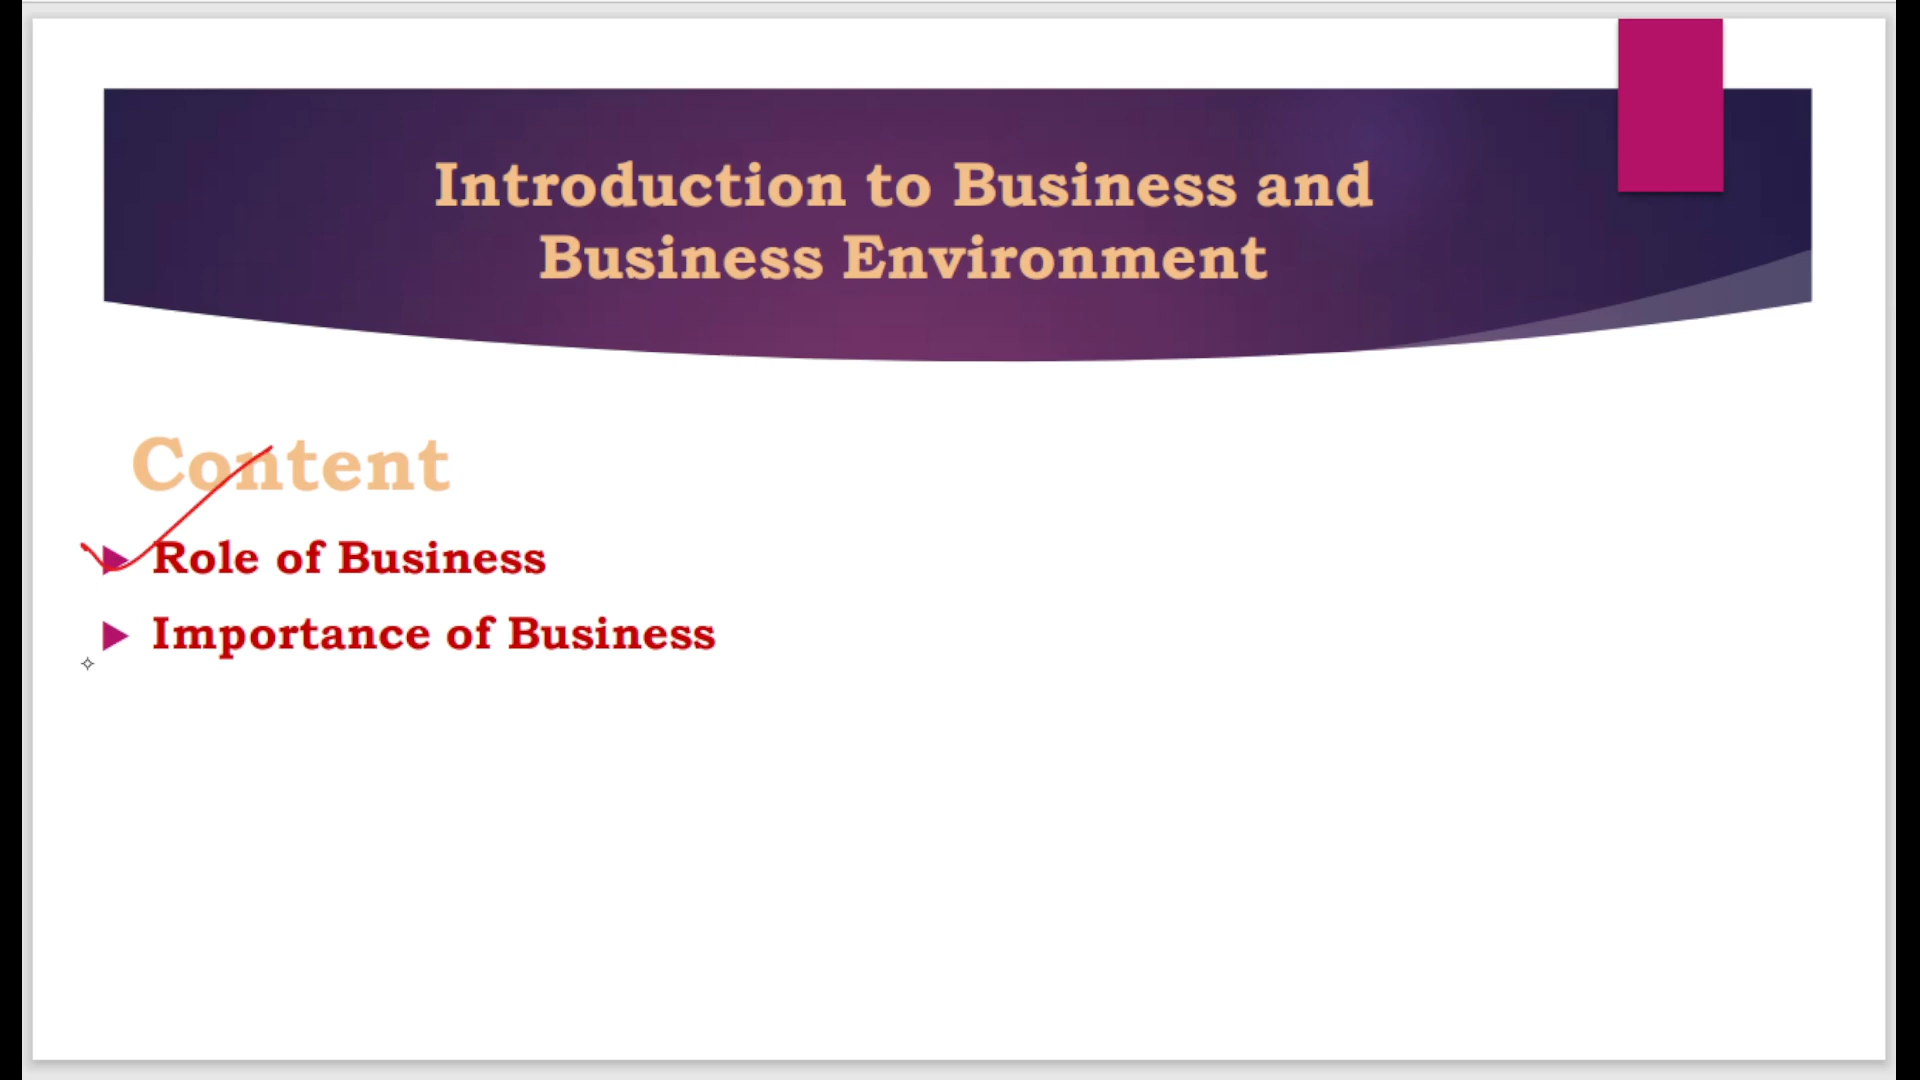 Introduction to Business and
Business Environment
Content
Role of Business
Importance of Business